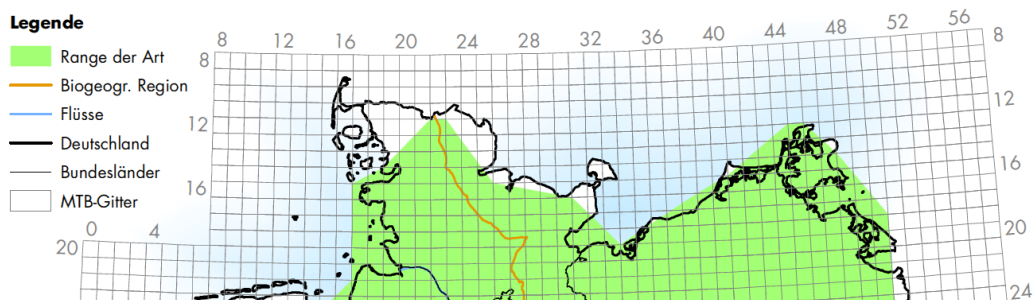 Legende
Range der Art
Biogeogr. Region
Flüsse
Deutschland
Bundesländer
MTB-Gitter
8 12 16 20 24 28 32 36 40 44 48 52 56
8 8
12 12
16 16
0 4
20 20
24